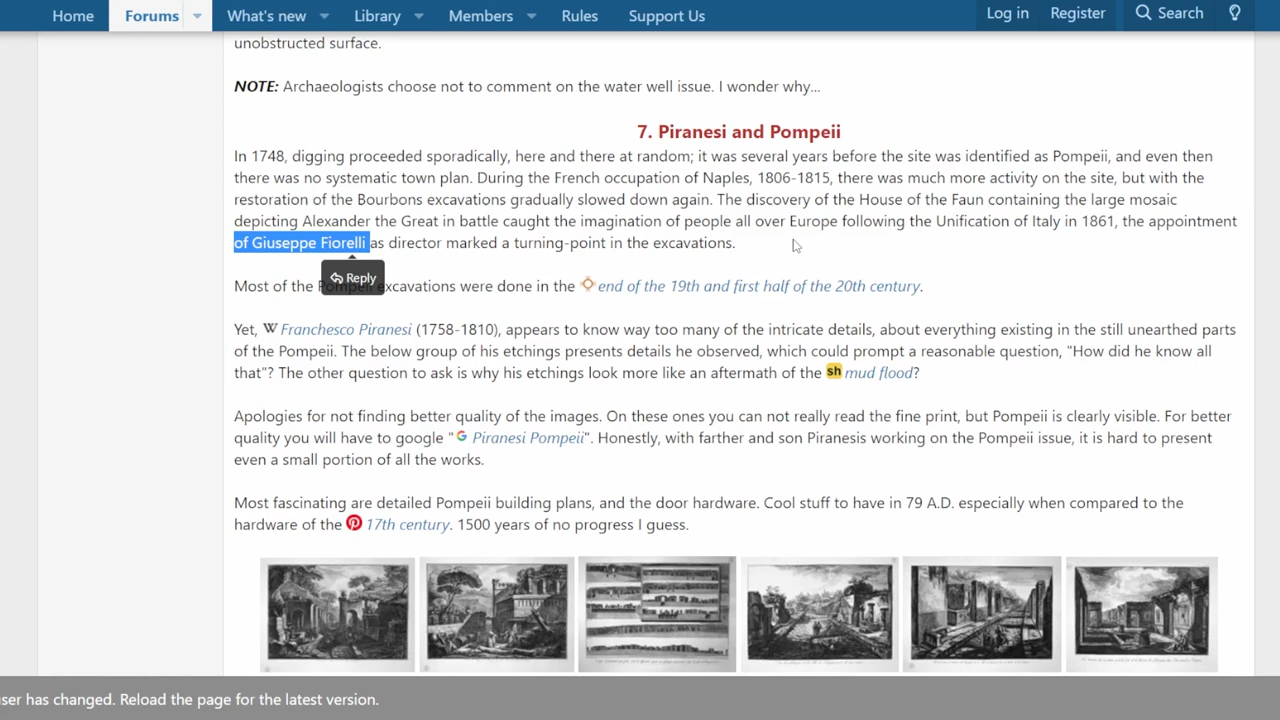 Home Forums What's new Library Members Rules Support Us Log in Register Search
unobstructed surface.
NOTE: Archaeologists choose not to comment on the water well issue. I wonder why...
7. Piranesi and Pompeii
In 1748, digging proceeded sporadically, here and there at random; it was several years before the site was identified as Pompeii, and even then
there was no systematic town plan. During the French occupation of Naples, 1806-1815, there was much more activity on the site, but with the
restoration of the Bourbons excavations gradually slowed down again. The discovery of the House of the Faun containing the large mosaic
depicting Alexander the Great in battle caught the imagination of people all over Europe following the Unification of Italy in 1861, the appointment
of Giuseppe Fiorelli as director marked a turning-point in the excavations.
Reply
Most of the Pompeii excavations were done in the end of the 19th and first half of the 20th century.
Yet, W Franchesco Piranesi (1758-1810), appears to know way too many of the intricate details, about everything existing in the still unearthed parts
of the Pompeii. The below group of his etchings presents details he observed, which could prompt a reasonable question, "How did he know all
that"? The other question to ask is why his etchings look more like an aftermath of the sh mud flood?
Apologies for not finding better quality of the images. On these ones you can not really read the fine print, but Pompeii is clearly visible. For better
quality you will have to google "G Piranesi Pompeii". Honestly, with farther and son Piranesis working on the Pompeii issue, it is hard to present
even a small portion of all the works.
Most fascinating are detailed Pompeii building plans, and the door hardware. Cool stuff to have in 79 A.D. especially when compared to the
hardware of the 17th century. 1500 years of no progress I guess.
ser has changed. Reload the page for the latest version.